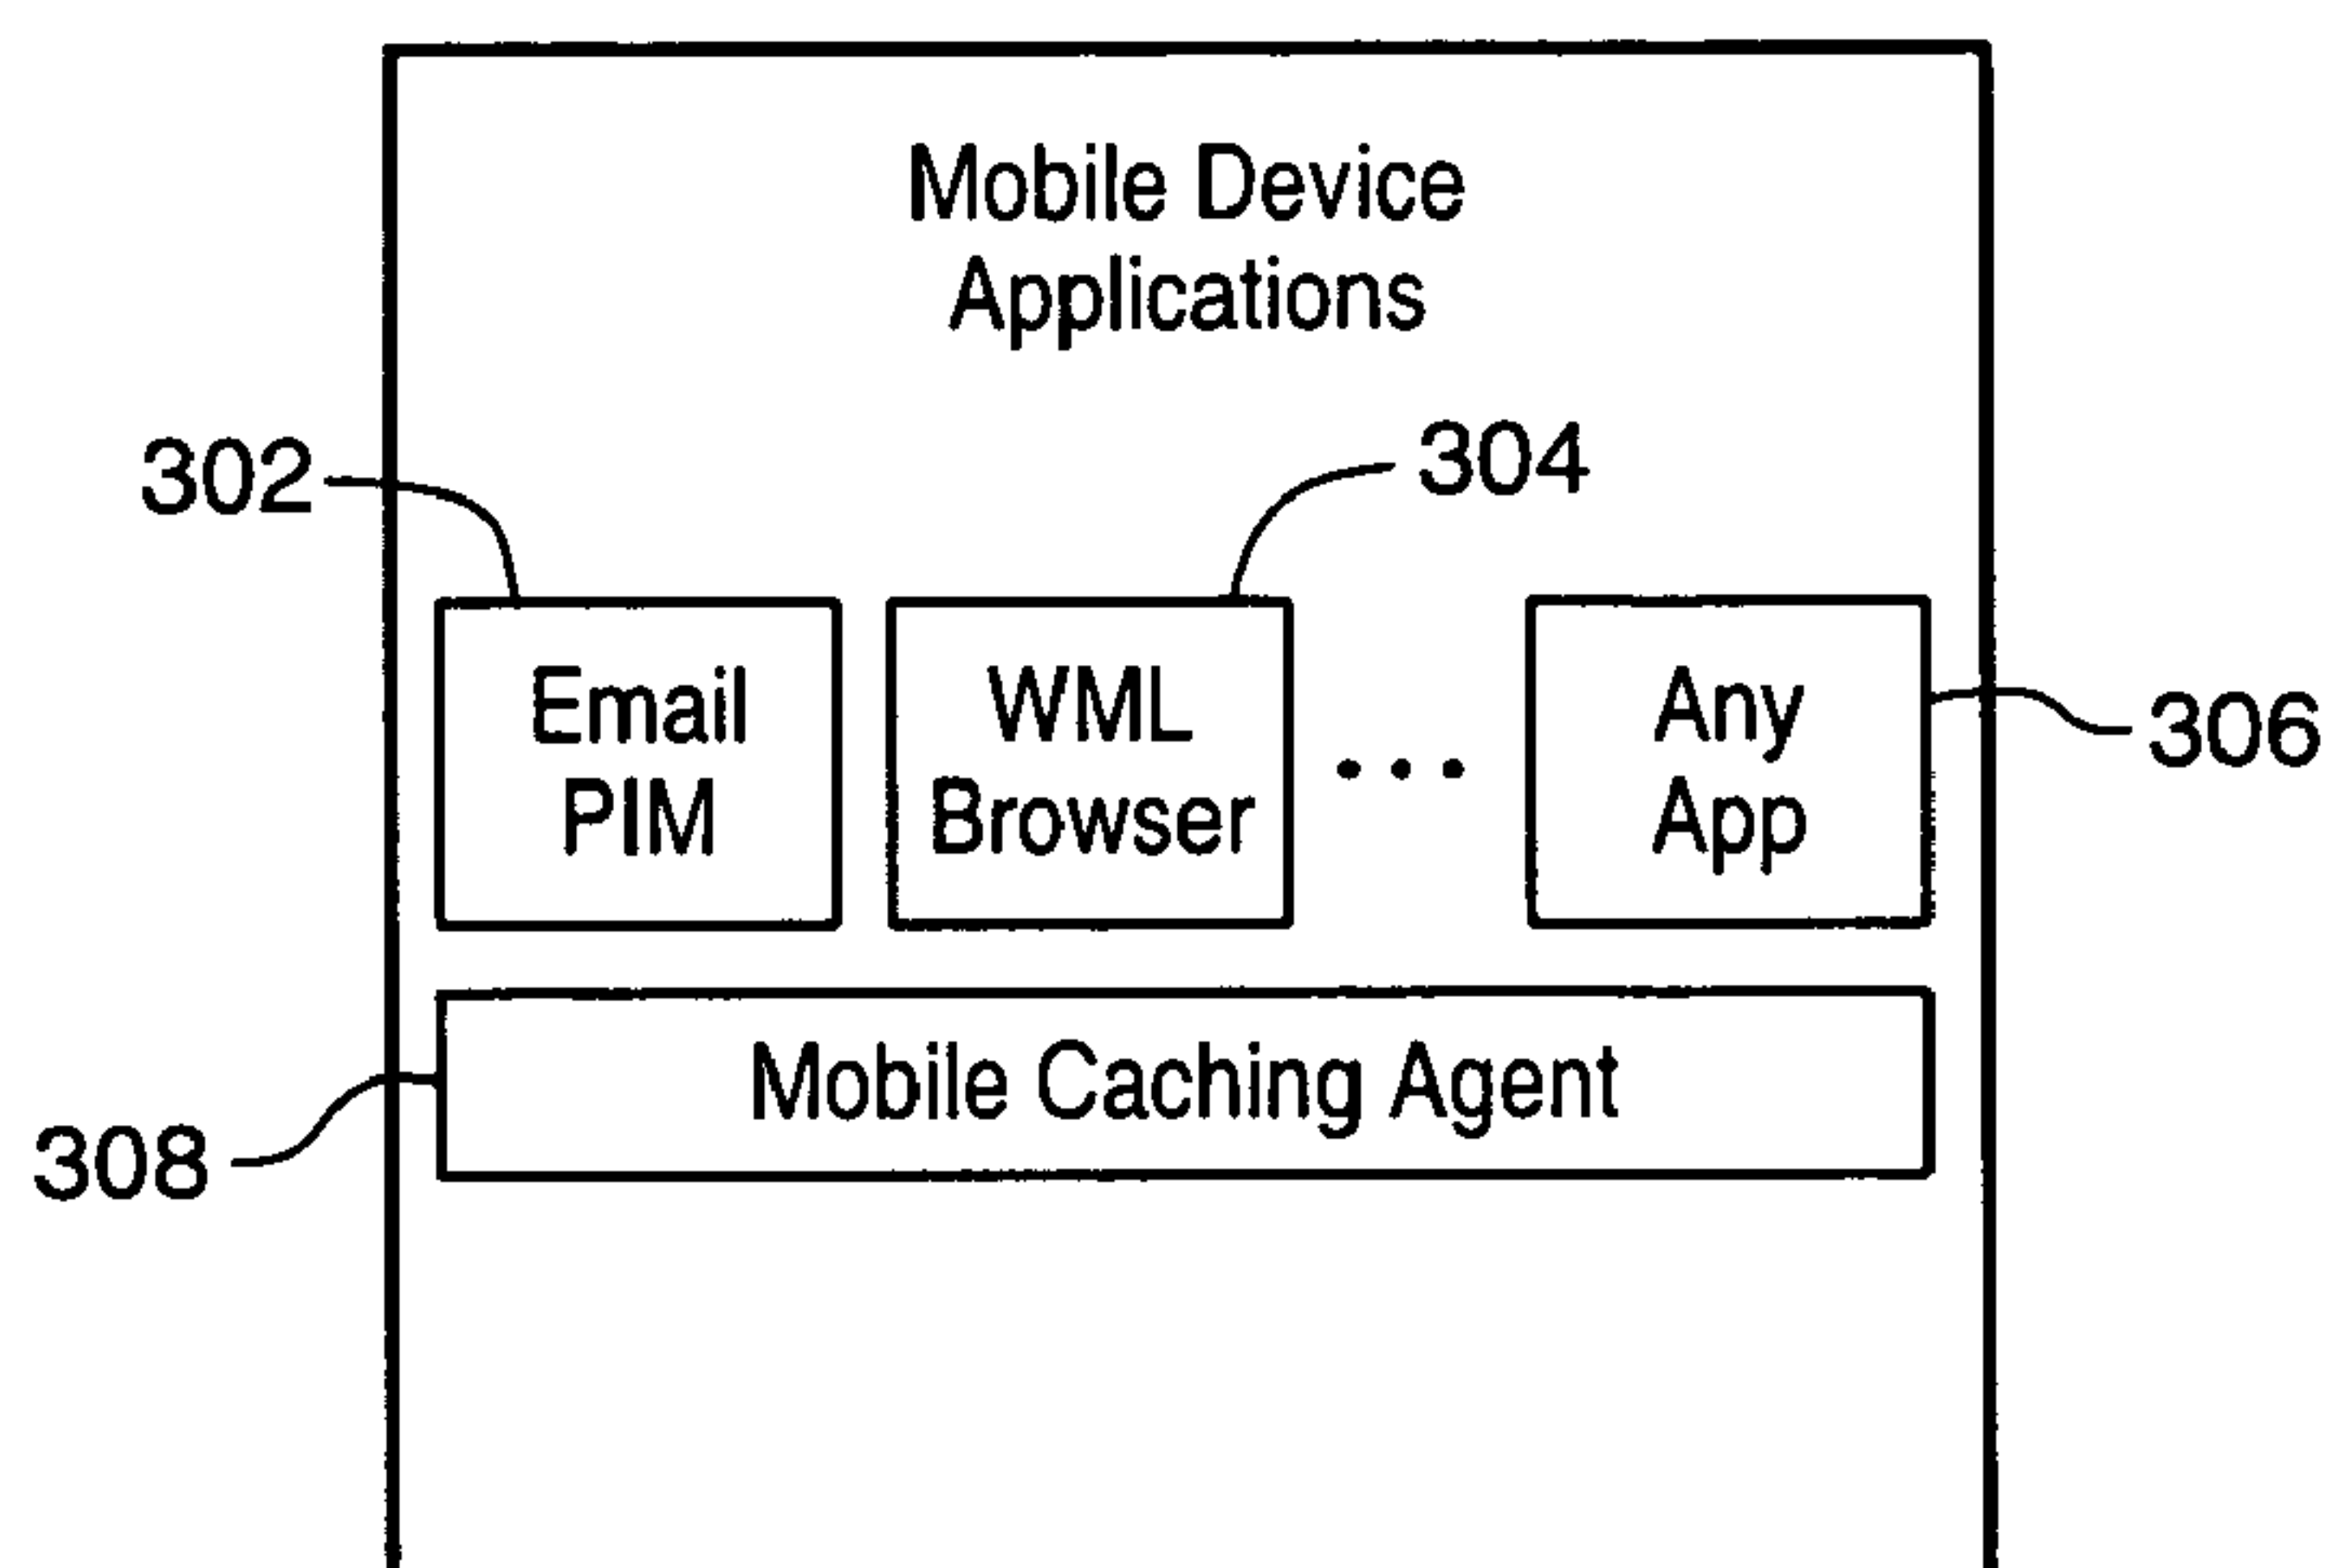 Mobile Device
Applications
302
304
Email
PIM
WML
Browser
Any
App
306
Mobile Caching Agent
308